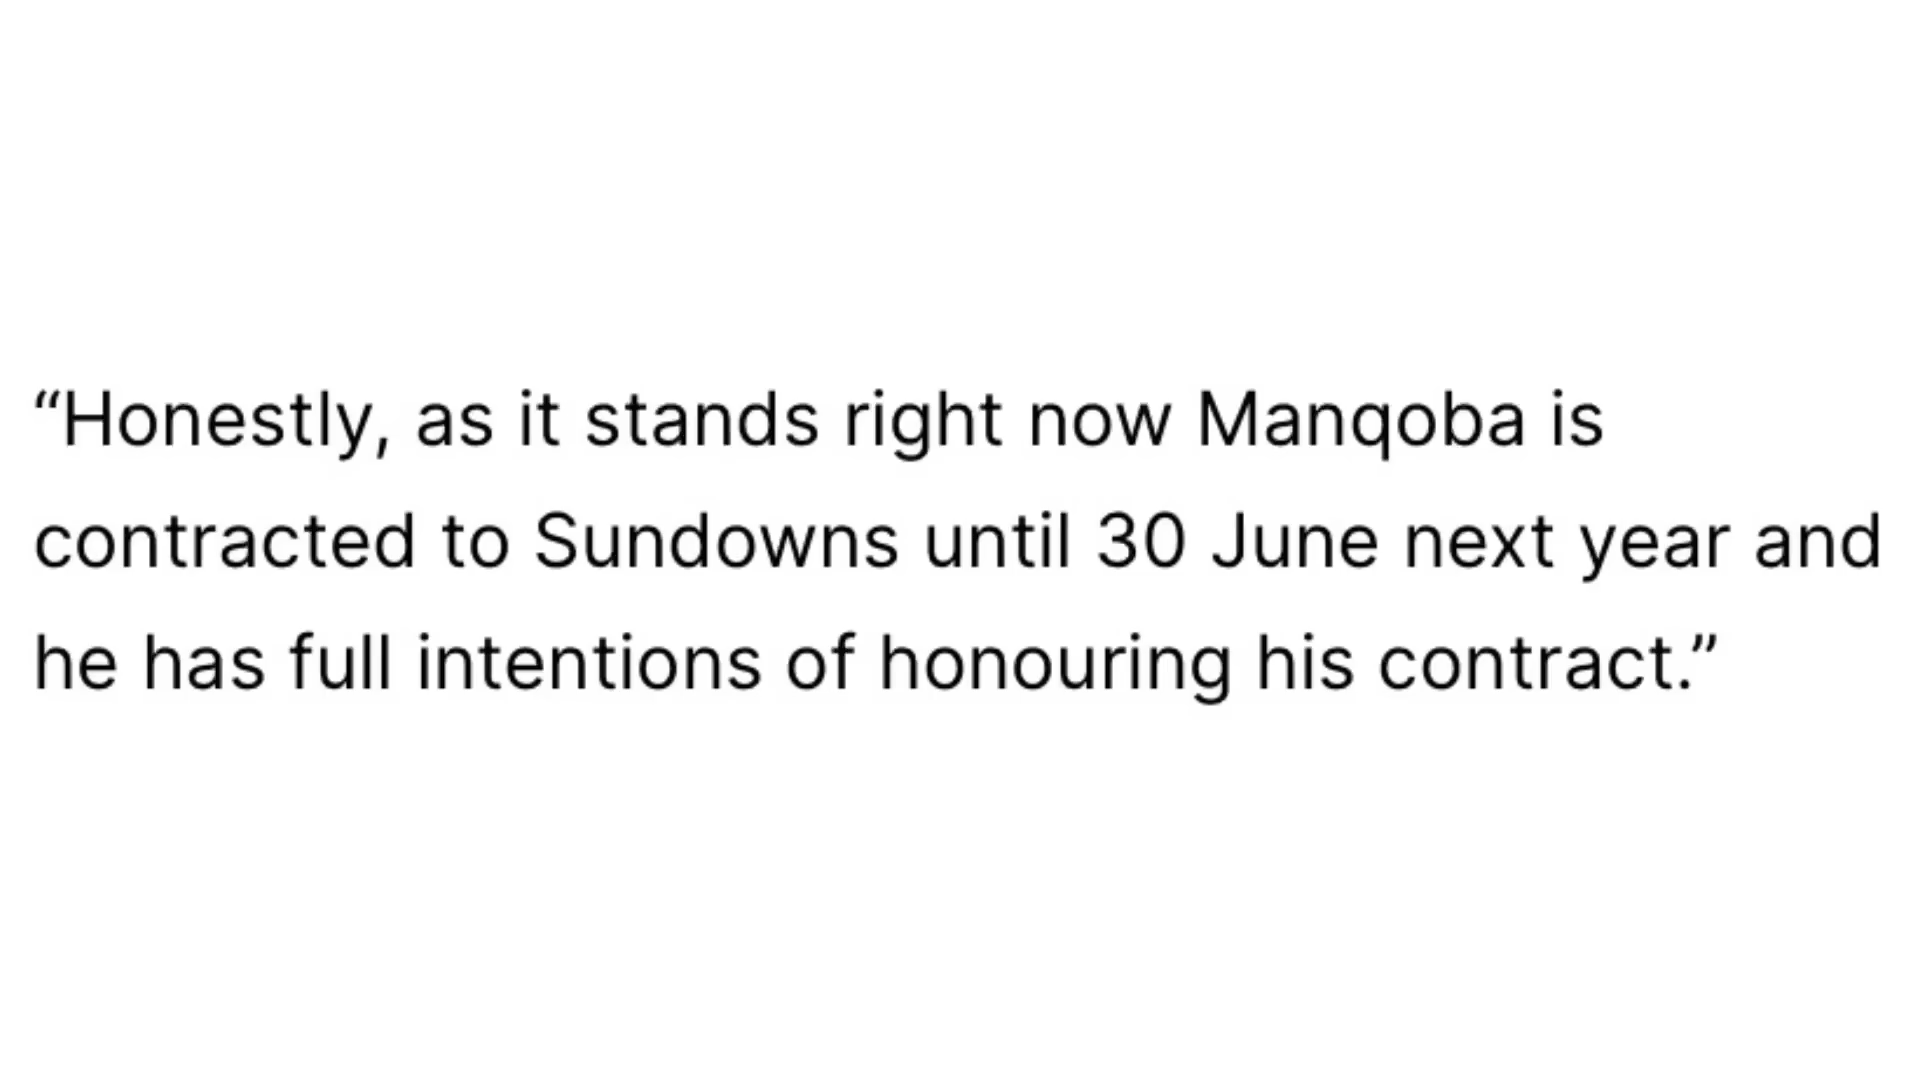 “Honestly, as it stands right now Manqoba is
contracted to Sundowns until 30 June next year and
he has full intentions of honouring his contract.”